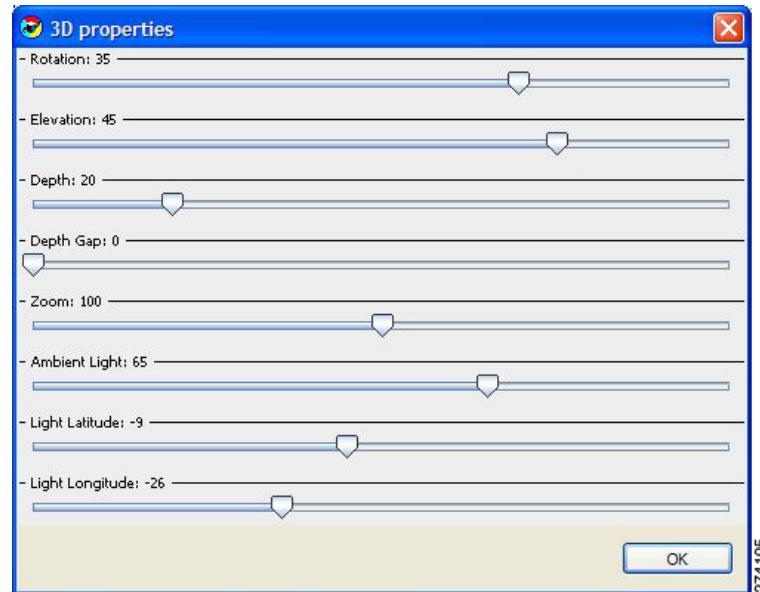 3D properties
Rotation: 35
Elevation: 45
Depth: 20
Depth Gap: 0
Zoom: 100
Ambient Light: 65
Light Latitude: -9
Light Longitude: -26
OK